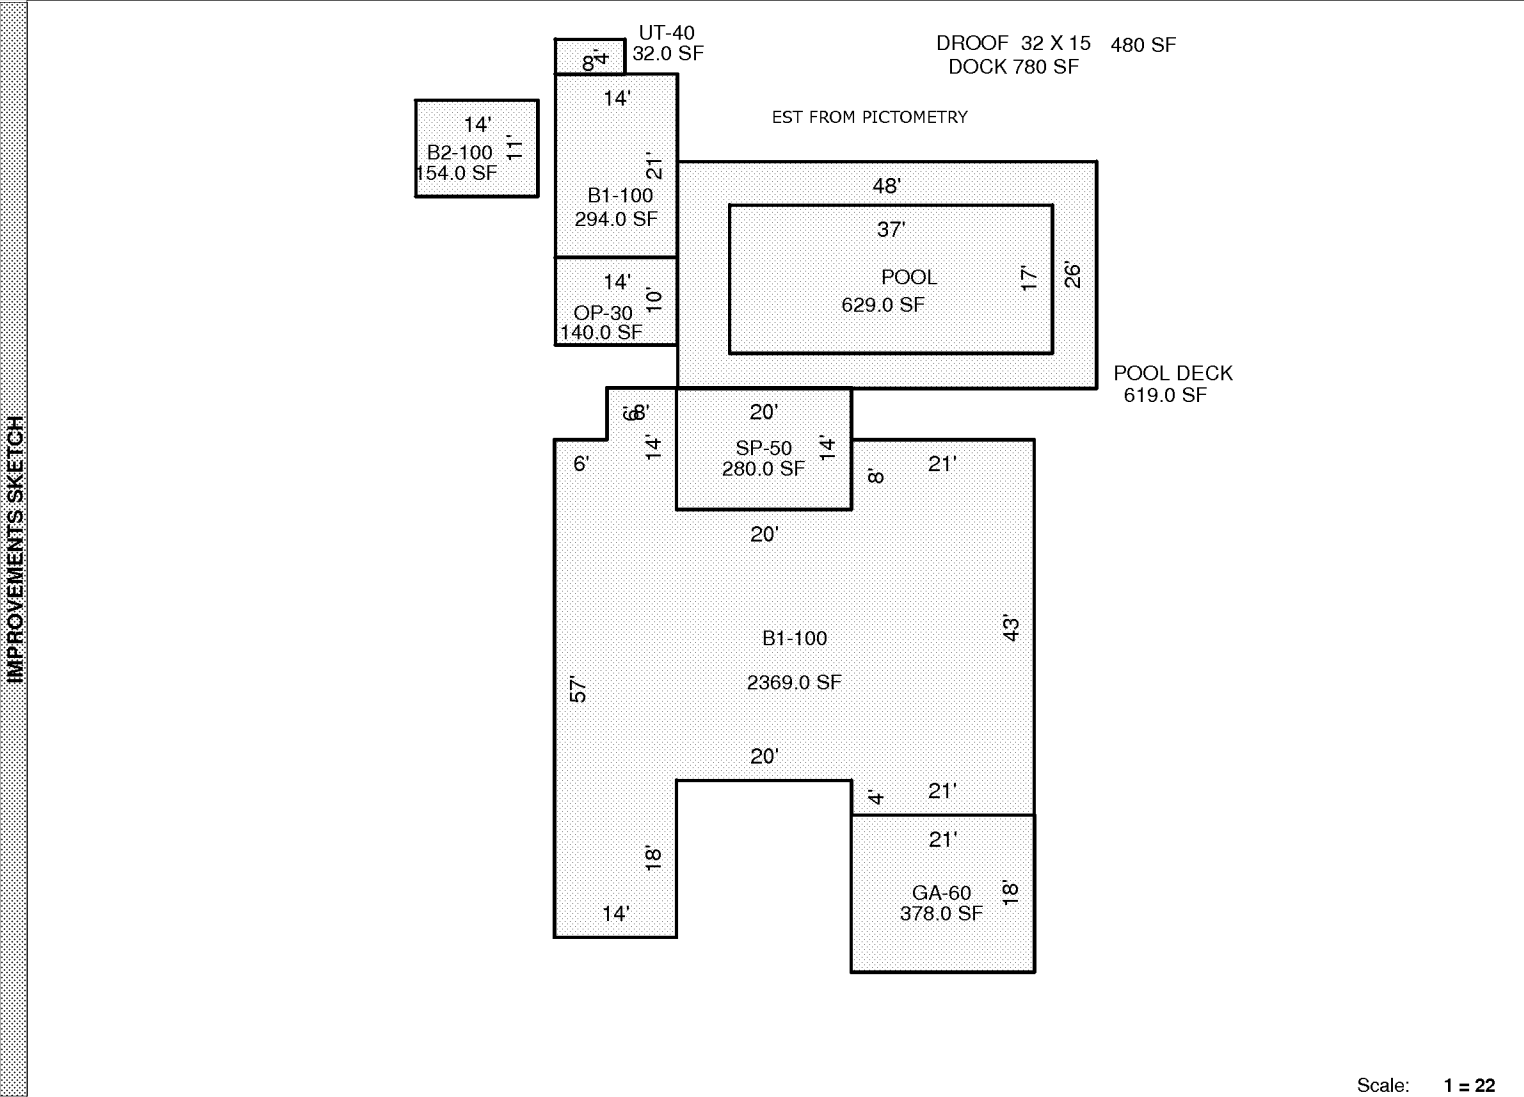 IMPROVEMENTS SKETCH
UT-40
32.0 SF
8'
4'
DROOF 32 X 15 480 SF
DOCK 780 SF
EST FROM PICTOMETRY
14'
B2-100
11'
154.0 SF
14'
21'
B1-100
294.0 SF
14'
10'
OP-30
140.0 SF
48'
37'
POOL
17'
26'
629.0 SF
POOL DECK
619.0 SF
6'
8'
14'
20'
SP-50
14'
280.0 SF
6'
8'
21'
20'
43'
B1-100
2369.0 SF
57'
20'
4'
21'
18'
14'
21'
GA-60
18'
378.0 SF
Scale: 1 = 22